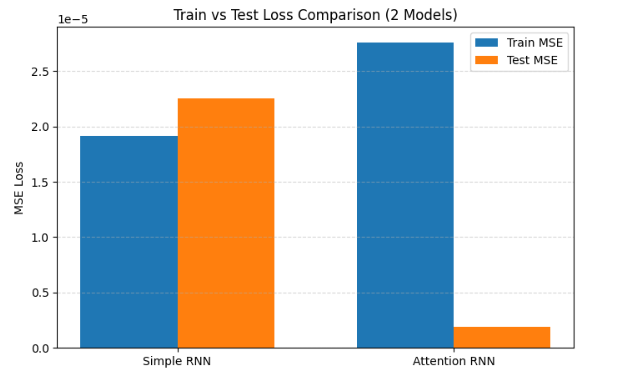 Train vs Test Loss Comparison (2 Models)
1e−5
Train MSE
Test MSE
2.5
2.0
1.5
1.0
0.5
0.0
MSE Loss
Simple RNN
Attention RNN